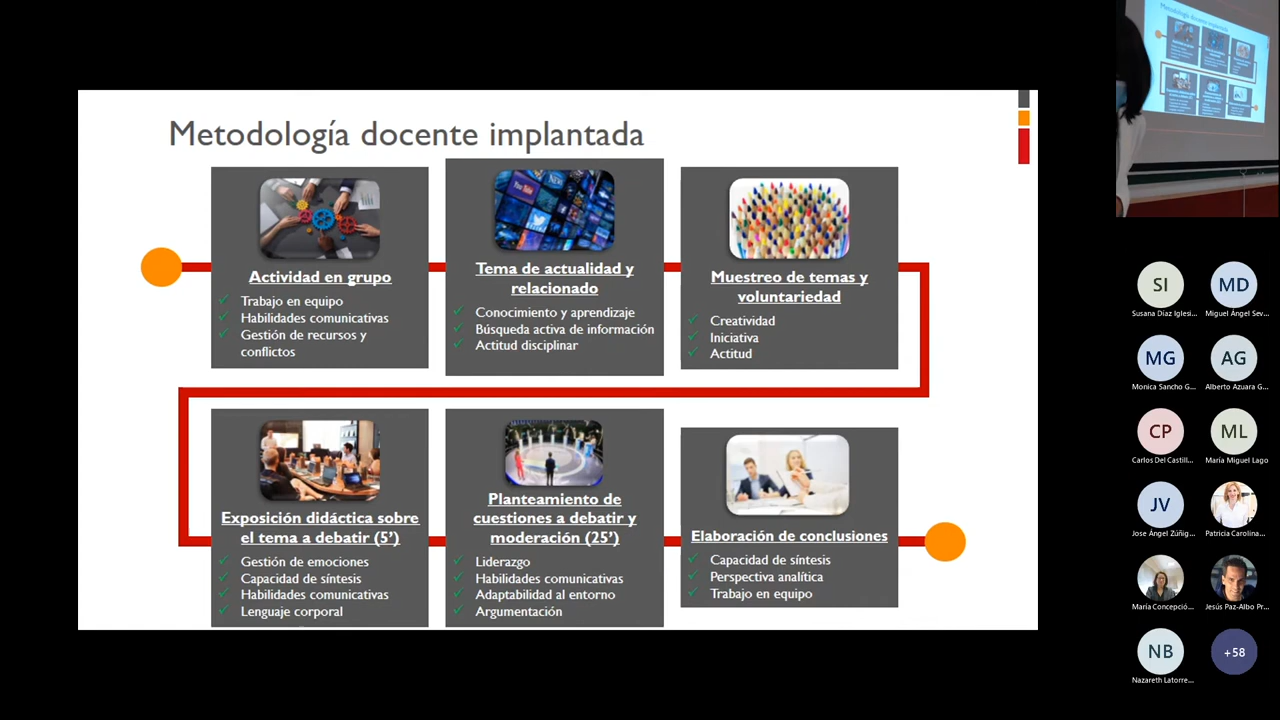 Metodología docente implantada
Actividad en grupo
Trabajo en equipo
Habilidades comunicativas
Gestión de recursos y
conflictos
Tema de actualidad y
relacionado
Conocimiento y aprendizaje
Búsqueda activa de información
Actitud disciplinar
Muestreo de temas y
voluntariedad
Creatividad
Iniciativa
Actitud
Exposición didáctica sobre
el tema a debatir (5’)
Gestión de emociones
Capacidad de síntesis
Habilidades comunicativas
Lenguaje corporal
Planteamiento de
cuestiones a debatir y
moderación (25’)
Liderazgo
Habilidades comunicativas
Adaptabilidad al entorno
Argumentación
Elaboración de conclusiones
Capacidad de síntesis
Perspectiva analítica
Trabajo en equipo
Metodología docente implantada
SI
Susana Díaz Iglesi...
MD
Miguel Ángel Sev...
MG
Monica Sancho G...
AG
Alberto Azuara G...
CP
Carlos Del Castill...
ML
María Miguel Lago
JV
Jose Ángel Zúñig...
Patricia Carolina...
María Concepció...
Jesús Paz-Albo Pr...
NB
Nazareth Latorre...
+58